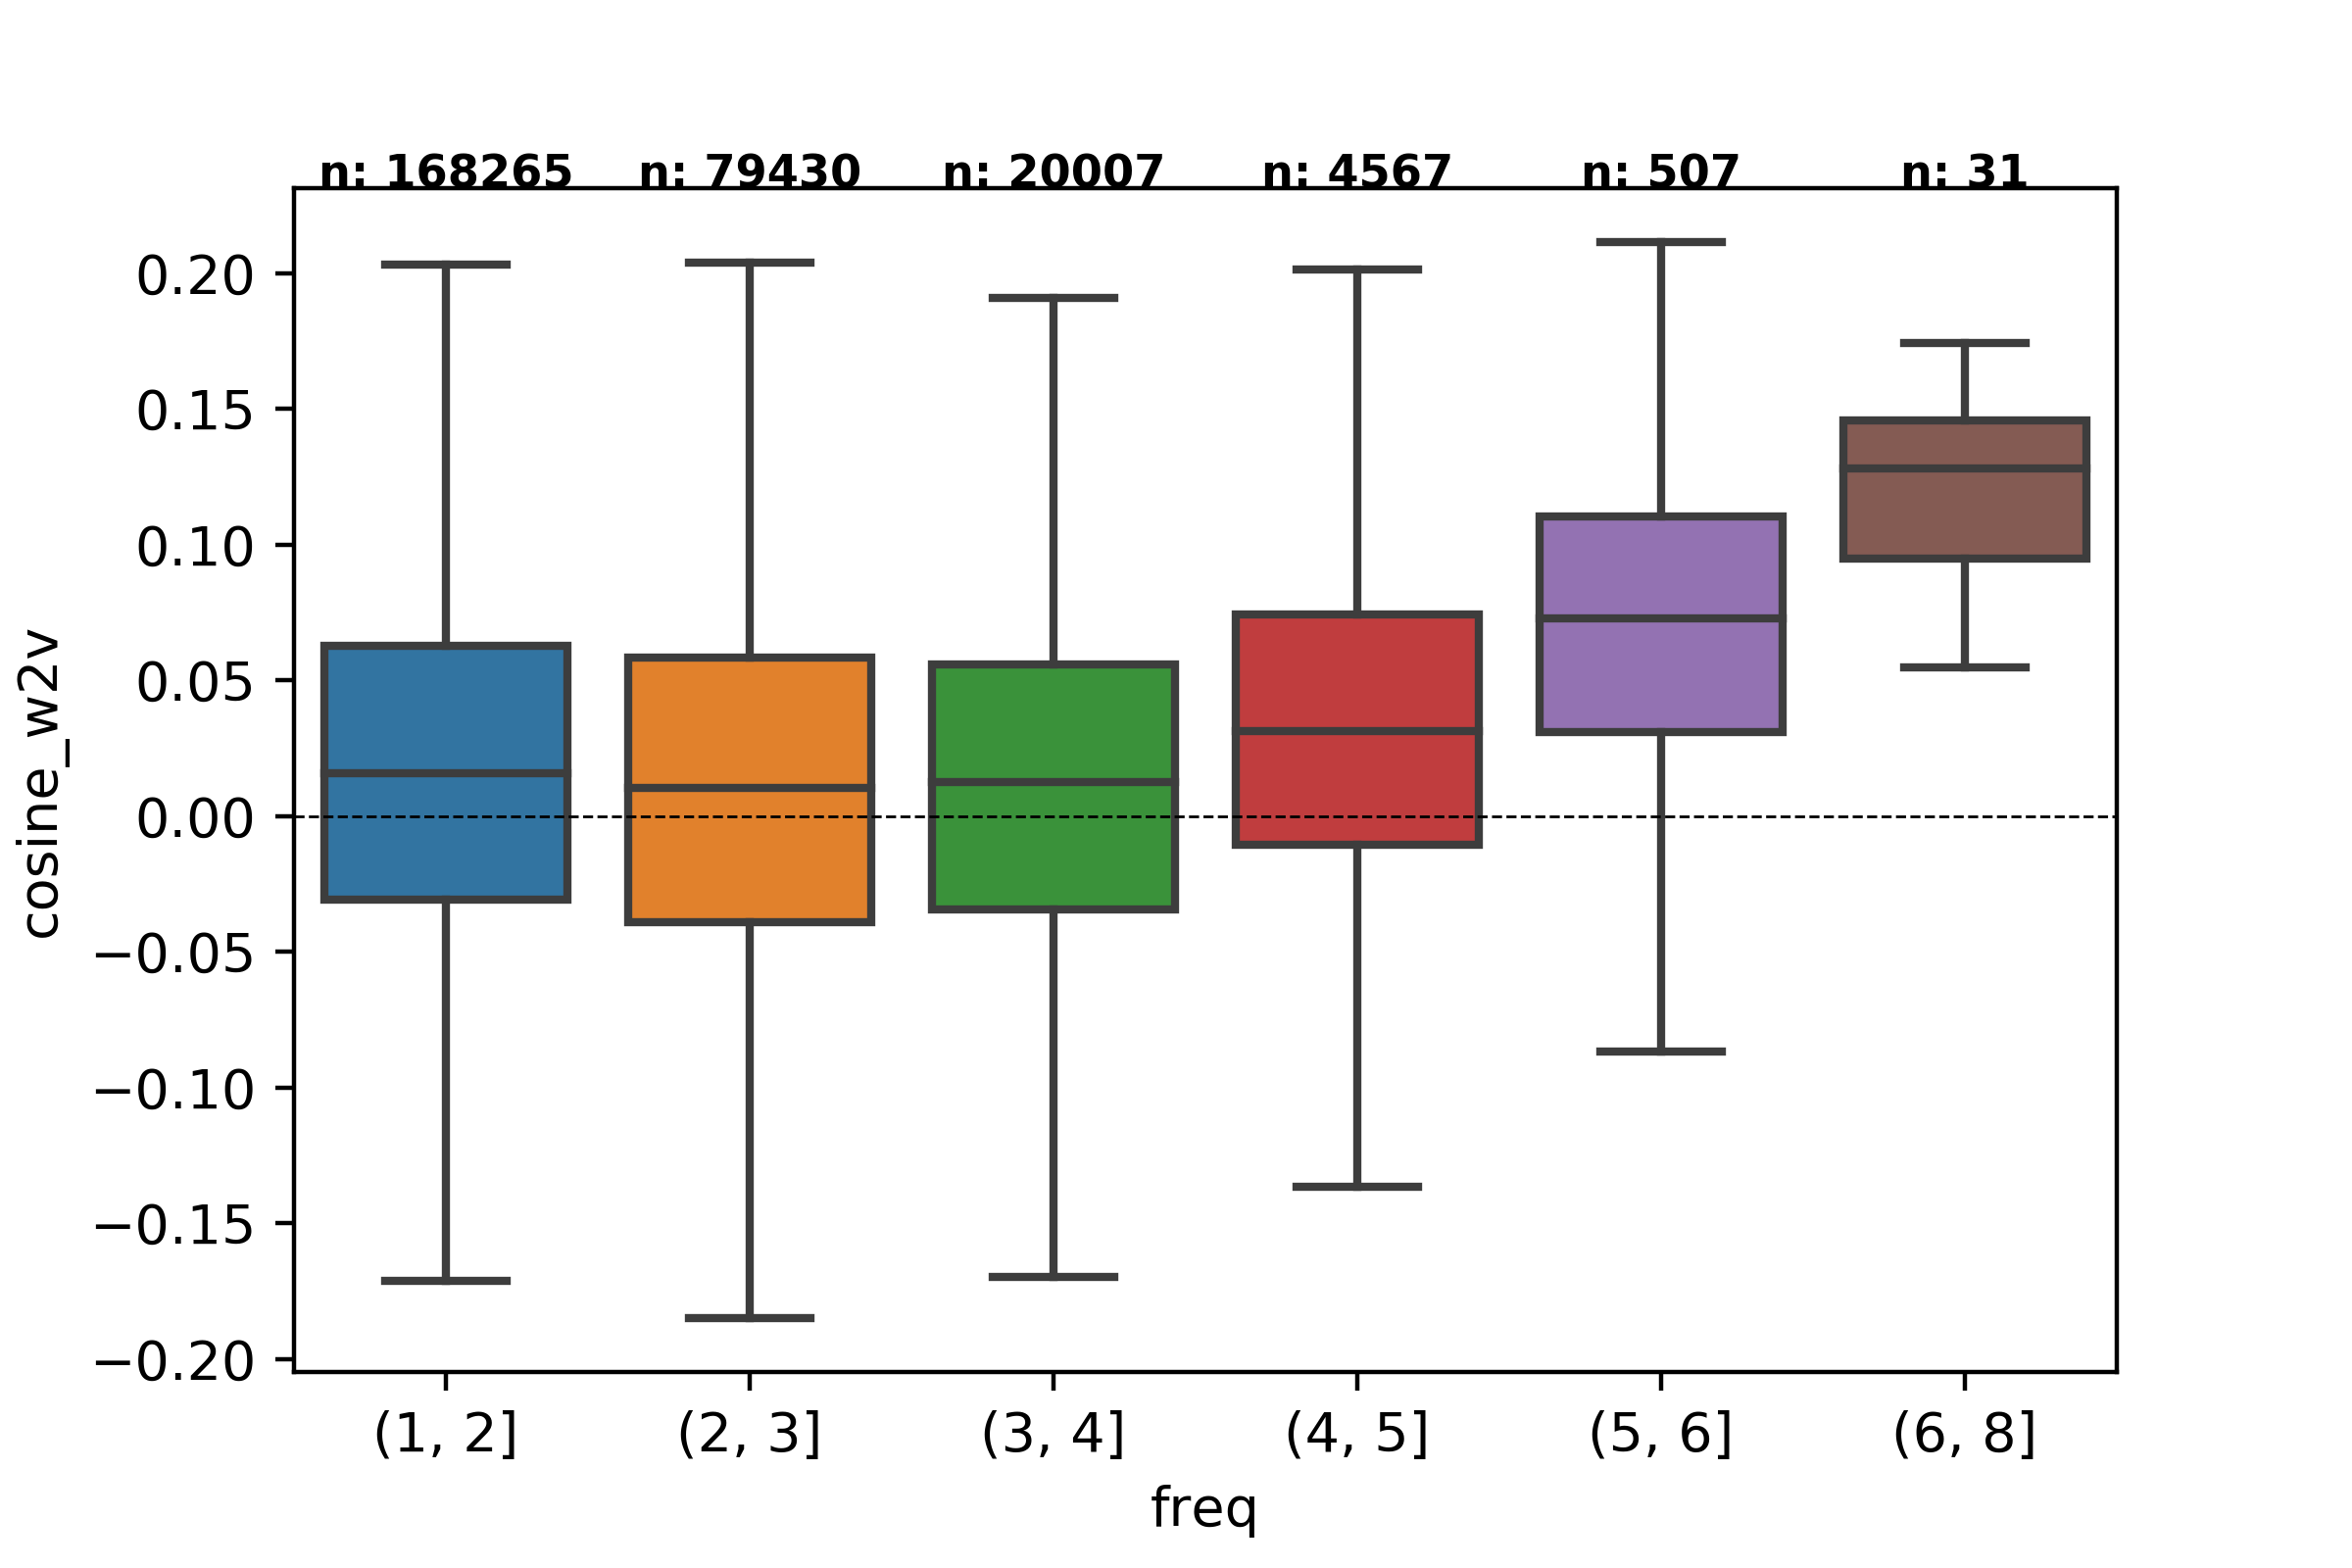 n: 168265 n: 79430 n: 20007 n: 4567 n: 507 n: 31
0.20
0.15
0.10
0.05
0.00
−0.05
−0.10
−0.15
−0.20
cosine_w2v
(1, 2] (2, 3] (3, 4] (4, 5] (5, 6] (6, 8]
freq